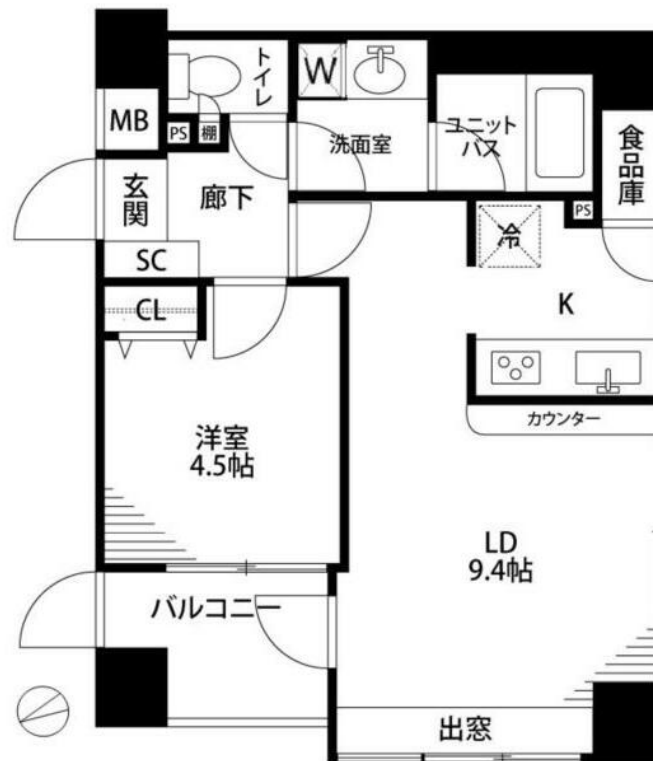 トイレ
W
MB
PS
棚
洗面室
ユニット
バス
食品庫
玄関
廊下
PS
冷
SC
CL
K
カウンター
洋室
4.5帖
LD
9.4帖
バルコニー
出窓